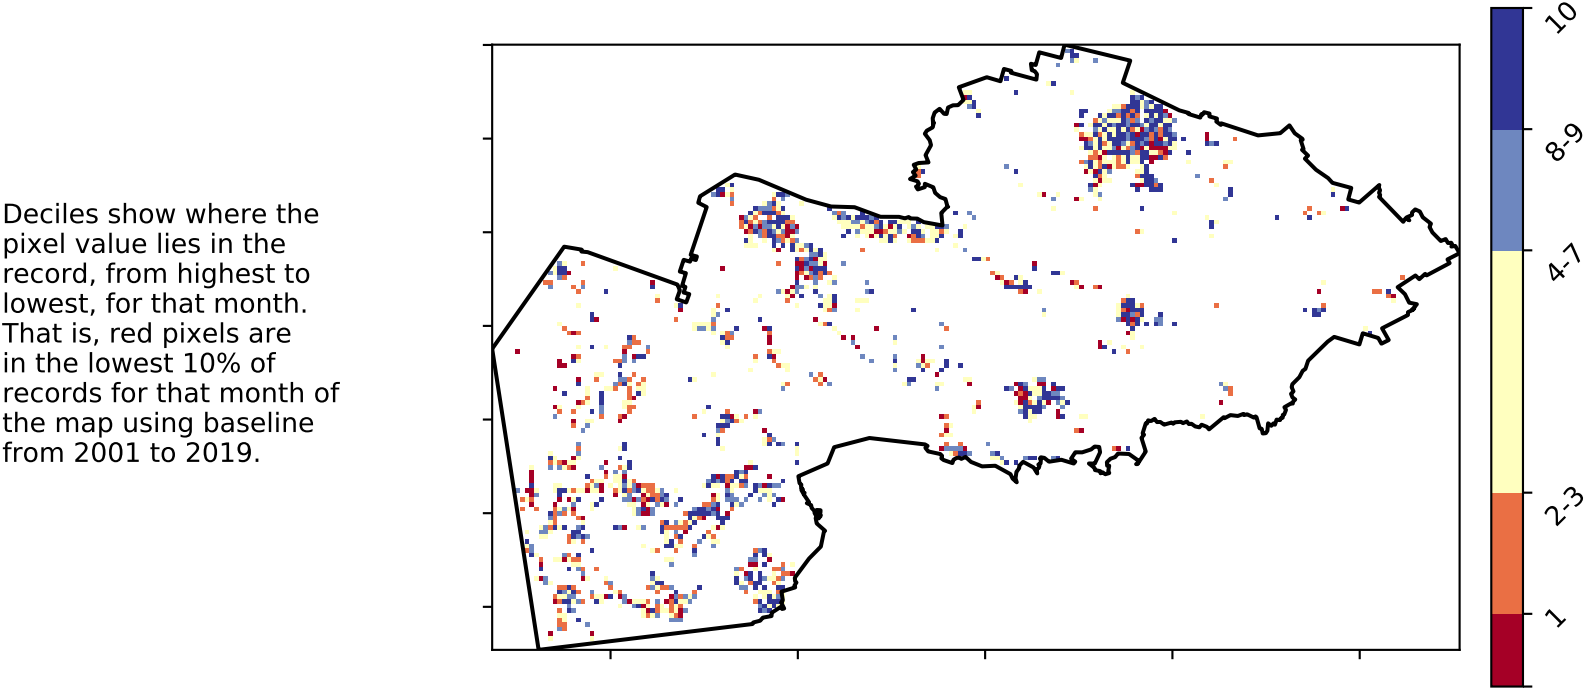 Deciles show where the
pixel value lies in the
record, from highest to
lowest, for that month.
That is, red pixels are
in the lowest 10% of
records for that month of
the map using baseline
from 2001 to 2019.
10
8-9
4-7
2-3
1